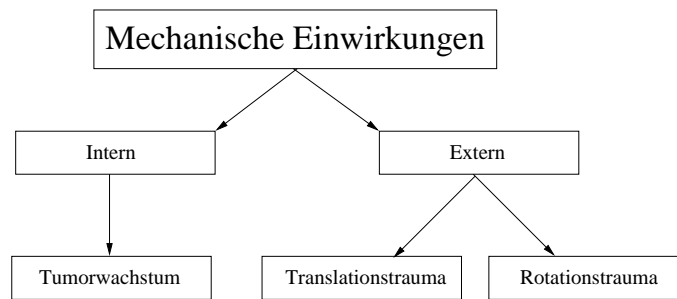 Mechanische Einwirkungen
Intern
Extern
Tumorwachstum
Translationstrauma
Rotationstrauma